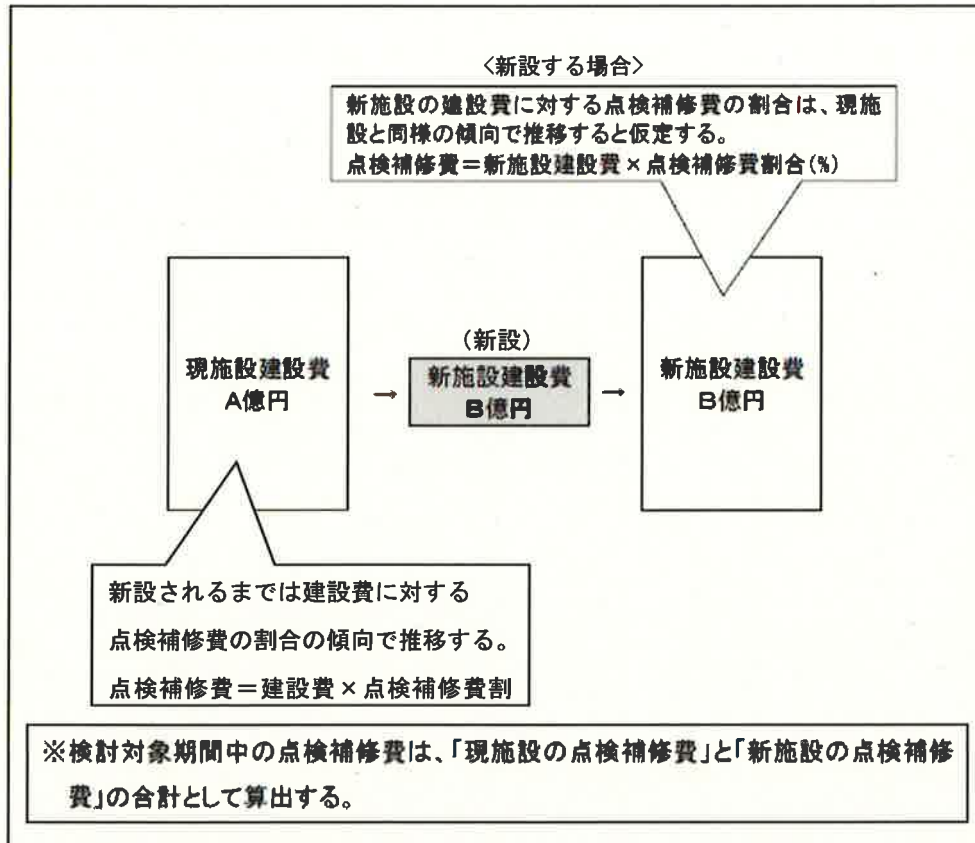 <新設する場合>
新施設の建設費に対する点検補修費の割合は、現施
設と同様の傾向で推移すると仮定する。
点検補修費=新施設建設費×点検補修費割合(%)
現施設建設費
A億円
→
(新設)
新施設建設費
B億円
→
新施設建設費
B億円
新設されるまでは建設費に対する
点検補修費の割合の傾向で推移する。
点検補修費=建設費×点検補修費割
※検討対象期間中の点検補修費は、「現施設の点検補修費」と「新施設の点検補修
費」の合計として算出する。